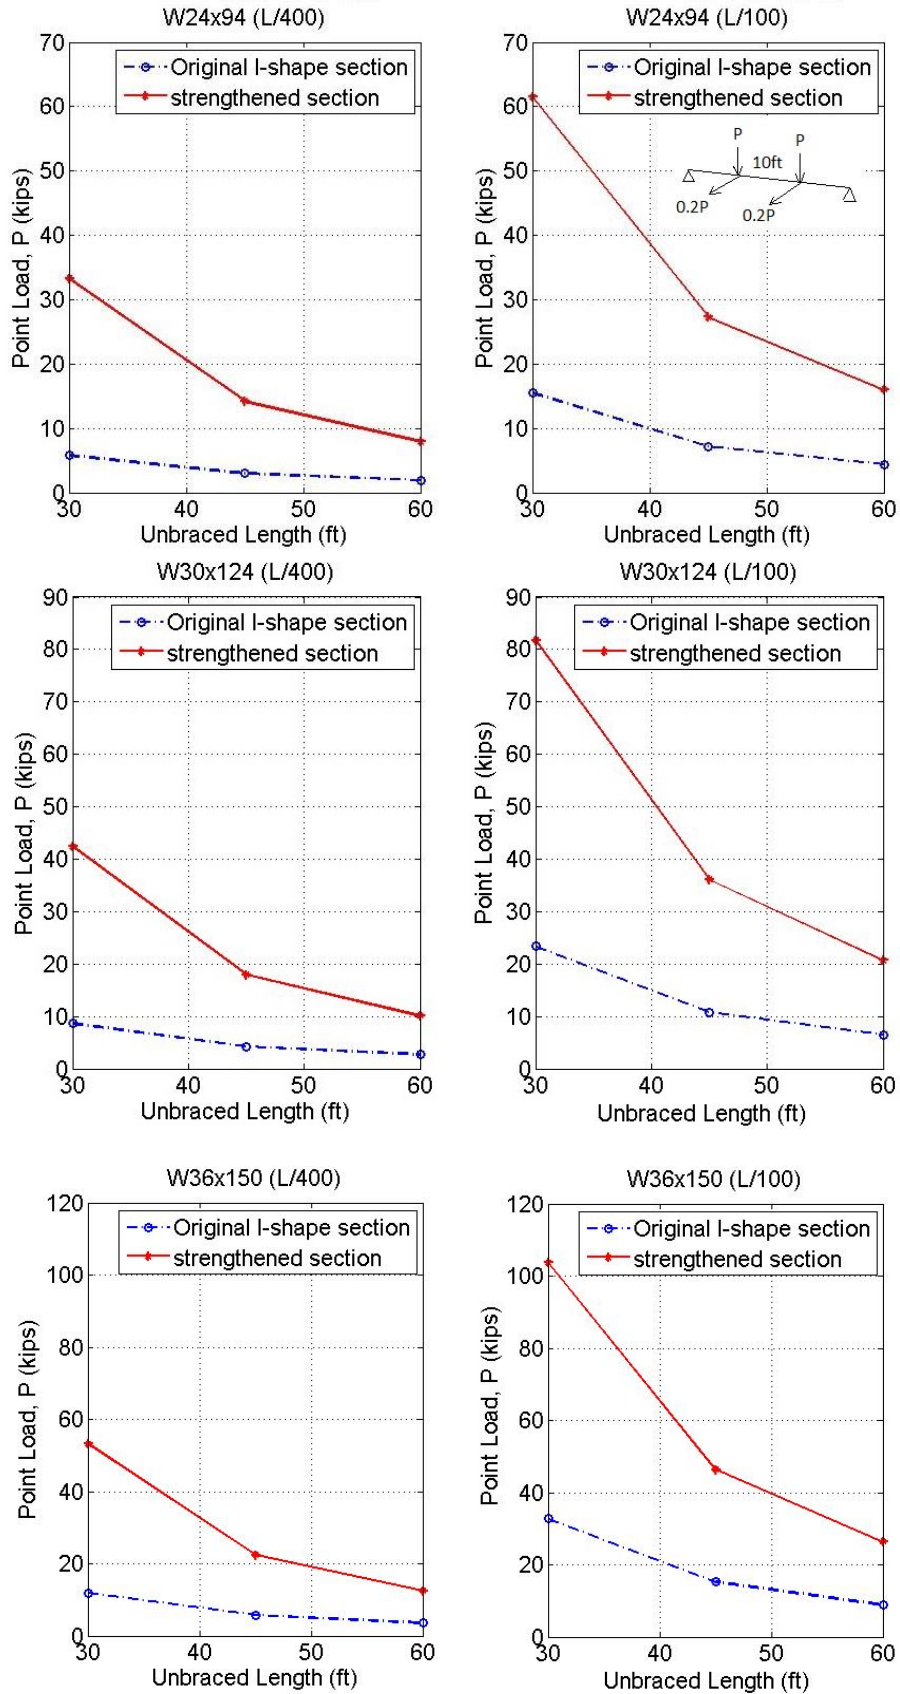 W24x94 (L/400)
70
60
50
40
30
20
10
0
Point Load, P (kips)
Original I-shape section
strengthened section
30
40
50
60
Unbraced Length (ft)
W24x94 (L/100)
70
60
50
40
30
20
10
0
Point Load, P (kips)
Original I-shape section
strengthened section
P
P
10ft
0.2P
0.2P
30
40
50
60
Unbraced Length (ft)
W30x124 (L/400)
90
80
70
60
50
40
30
20
10
0
Point Load, P (kips)
Original I-shape section
strengthened section
30
40
50
60
Unbraced Length (ft)
W30x124 (L/100)
90
80
70
60
50
40
30
20
10
0
Point Load, P (kips)
Original I-shape section
strengthened section
30
40
50
60
Unbraced Length (ft)
W36x150 (L/400)
120
100
80
60
40
20
0
Point Load, P (kips)
Original I-shape section
strengthened section
30
40
50
60
Unbraced Length (ft)
W36x150 (L/100)
120
100
80
60
40
20
0
Point Load, P (kips)
Original I-shape section
strengthened section
30
40
50
60
Unbraced Length (ft)